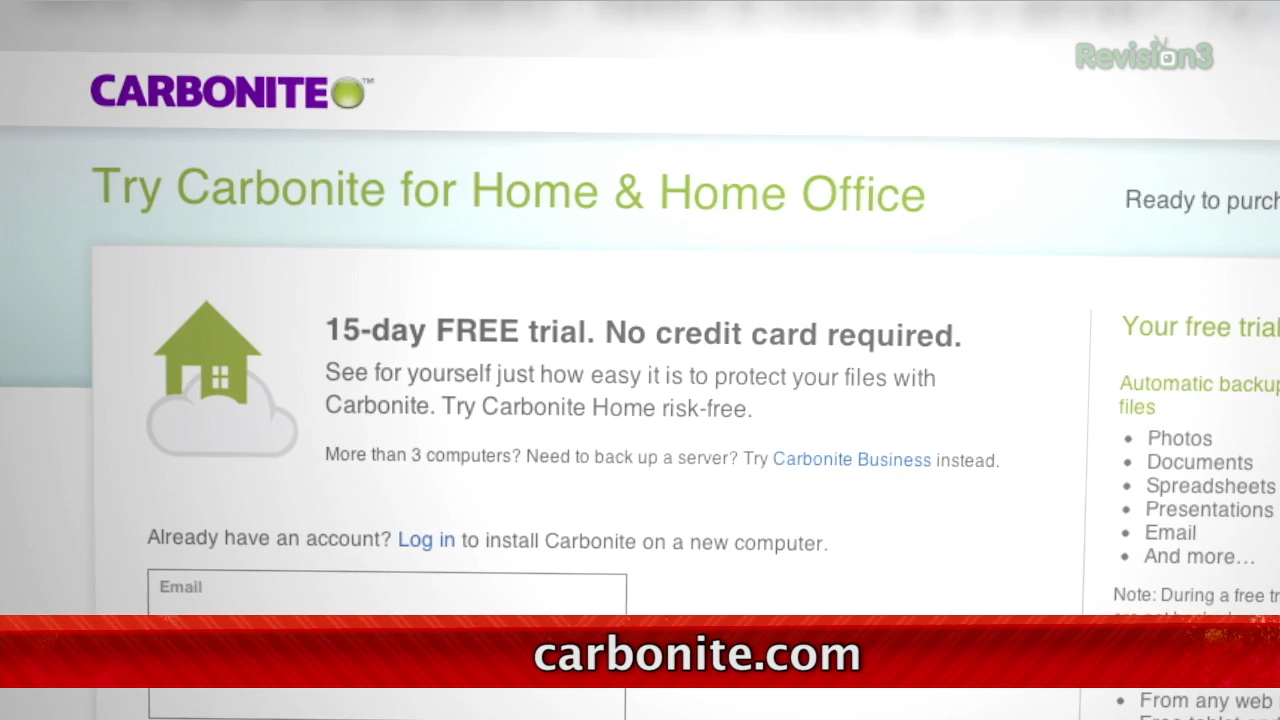 Revision3
CARBONITE™
Try Carbonite for Home & Home Office
Ready to purch
15-day FREE trial. No credit card required.
See for yourself just how easy it is to protect your files with
Carbonite. Try Carbonite Home risk-free.
More than 3 computers? Need to back up a server? Try Carbonite Business instead.
Already have an account? Log in to install Carbonite on a new computer.
Email
Your free trial
Automatic backup
files
• Photos
• Documents
• Spreadsheets
• Presentations
• Email
• And more...
Note: During a free tr
carbonite.com
• From any web